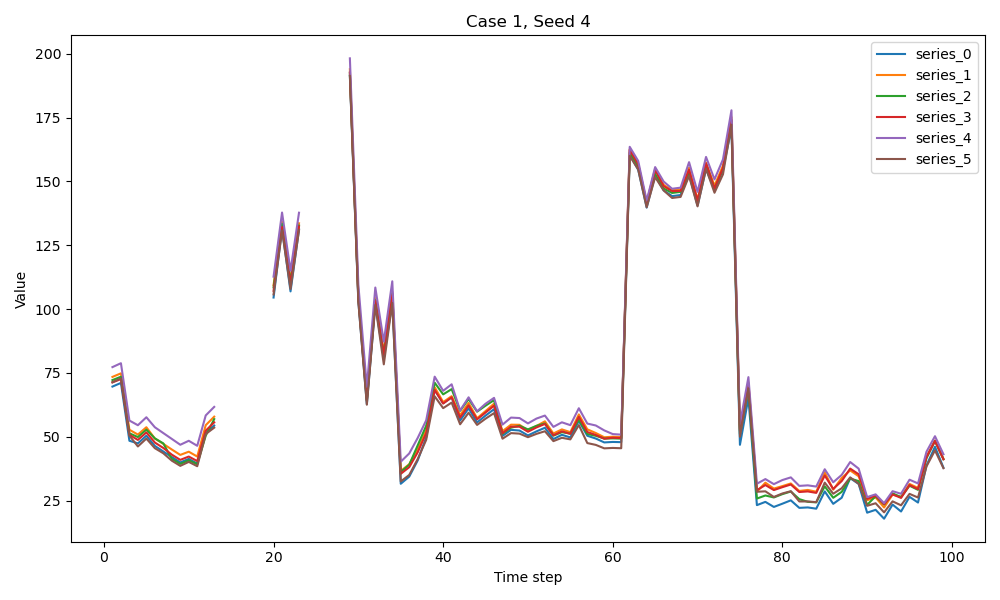 Case 1, Seed 4
200
175
150
125
100
75
50
25
Value
0
20
40
60
80
100
Time step
series_0
series_1
series_2
series_3
series_4
series_5